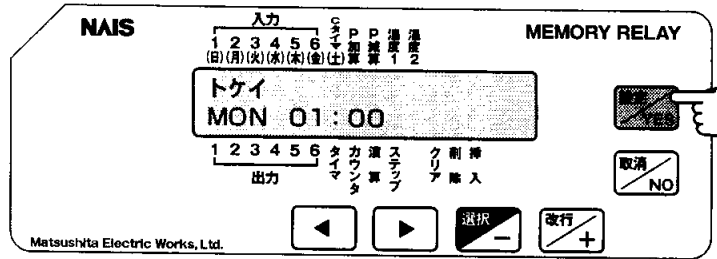 NAIS
MEMORY RELAY
入力
1 2 3 4 5 6
(日)(月)(火)(水)(木)(金)(土)
Cタイマ
P加算
P減算
温度1
温度2
トケイ
MON 01:00
1 2 3 4 5 6
出力
タイマ
カウンタ
演算
ステップ
クリア
削除
挿入
設定/YES
取消/NO
選択/−
改行/+
Matsushita Electric Works, Ltd.